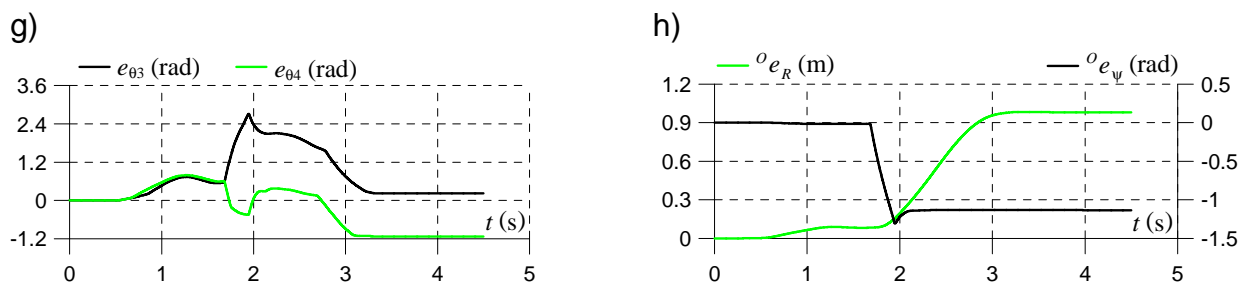 g)
e_θ3 (rad) e_θ4 (rad)
3.6
2.4
1.2
0
-1.2
t (s)
0 1 2 3 4 5
h)
^O e_R (m) ^O e_ψ (rad)
1.2 0.5
0.9 0
0.6 -0.5
0.3 -1
0 -1.5
t (s)
0 1 2 3 4 5